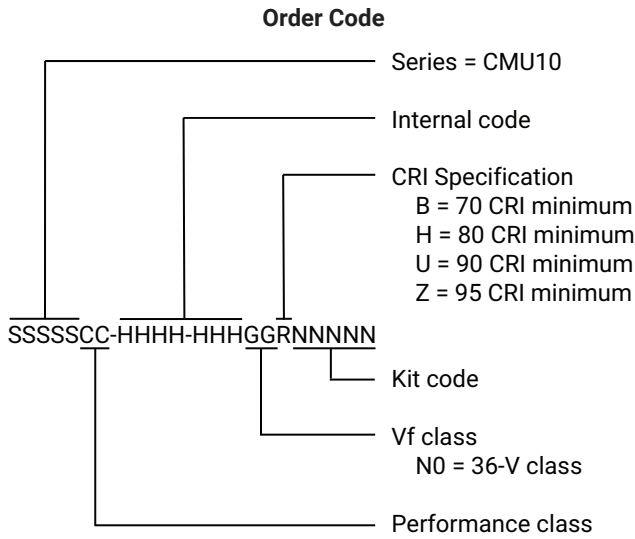 Order Code
Series = CMU10
Internal code
CRI Specification
B = 70 CRI minimum
H = 80 CRI minimum
U = 90 CRI minimum
Z = 95 CRI minimum
SSSSSCC-HHHH-HHHGGRNNNNN
Kit code
Vf class
N0 = 36-V class
Performance class